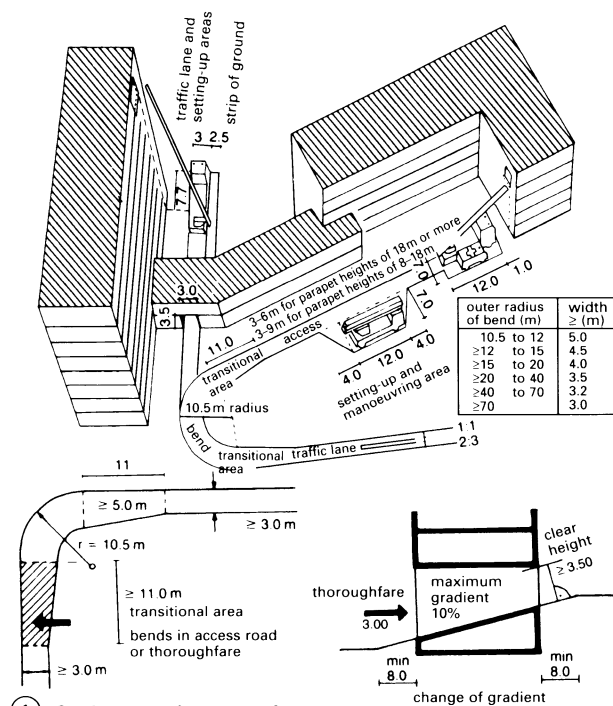 traffic lane and
setting-up areas
strip of ground
3 2.5
7.7
3.0
3.5
3-6m for parapet heights of 18m or more
3-9m for parapet heights of 8-18m
11.0
transitional access
area
7.0
7.0
12.0
1.0
4.0
12.0
4.0
setting-up and
manoeuvring area
10.5m radius
bend
transitional traffic lane
area
1:1
2:3
outer radius of bend (m) width ≥ (m)
10.5 to 12 5.0
≥12 to 15 4.5
≥15 to 20 4.0
≥20 to 40 3.5
≥40 to 70 3.2
≥70 3.0
11
≥ 5.0 m
≥ 3.0 m
r = 10.5 m
≥ 11.0 m
transitional area
bends in access road
or thoroughfare
≥ 3.0 m
clear
height
≥ 3.50
thoroughfare
3.00
maximum
gradient
10%
min
8.0
min
8.0
change of gradient